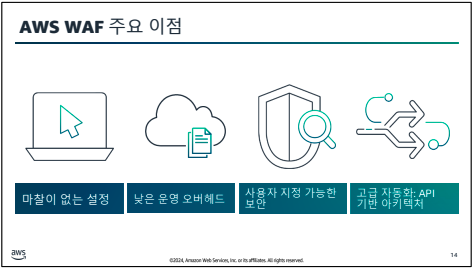 AWS WAF 주요 이점
마찰이 없는 설정
낮은 운영 오버헤드
사용자 지정 가능한
보안
고급 자동화: API
기반 아키텍처
aws
©2024, Amazon Web Services, Inc. or its affiliates. All rights reserved.
14